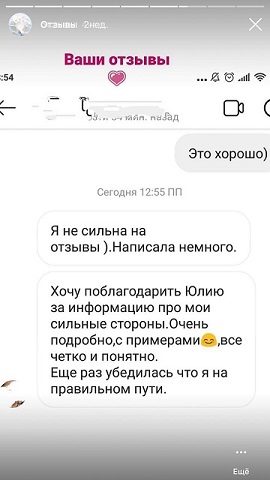 Отзывы 2нед.
Ваши отзывы
:54
Это хорошо)
Сегодня 12:55 ПП
Я не сильна на
отзывы ).Написала немного.
Хочу поблагодарить Юлию
за информацию про мои
сильные стороны.Очень
подробно,с примерами😊,все
четко и понятно.
Еще раз убедилась что я на
правильном пути.
Ещё